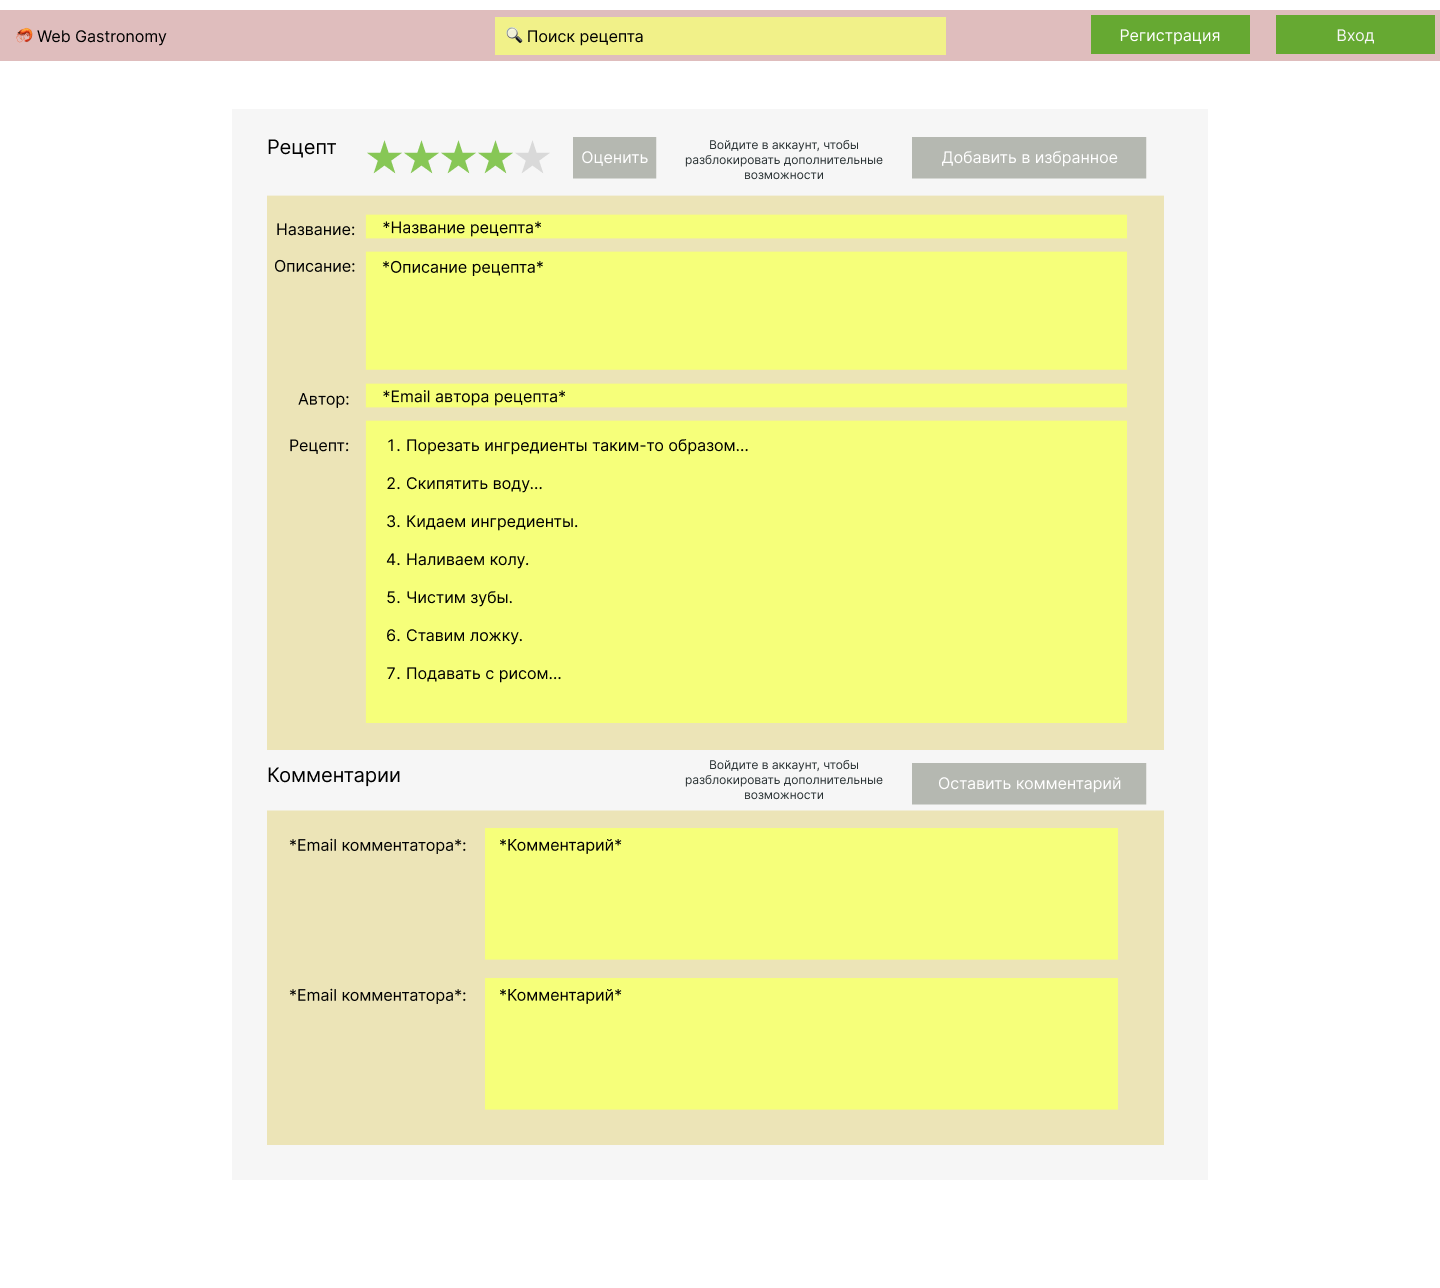 Web Gastronomy
Поиск рецепта
Регистрация
Вход
Рецепт
Оценить
Войдите в аккаунт, чтобы
разблокировать дополнительные
возможности
Добавить в избранное
Название:
*Название рецепта*
Описание:
*Описание рецепта*
Автор:
*Email автора рецепта*
Рецепт:
1. Порезать ингредиенты таким-то образом...
2. Скипятить воду...
3. Кидаем ингредиенты.
4. Наливаем колу.
5. Чистим зубы.
6. Ставим ложку.
7. Подавать с рисом...
Комментарии
Войдите в аккаунт, чтобы
разблокировать дополнительные
возможности
Оставить комментарий
*Email комментатора*:
*Комментарий*
*Email комментатора*:
*Комментарий*